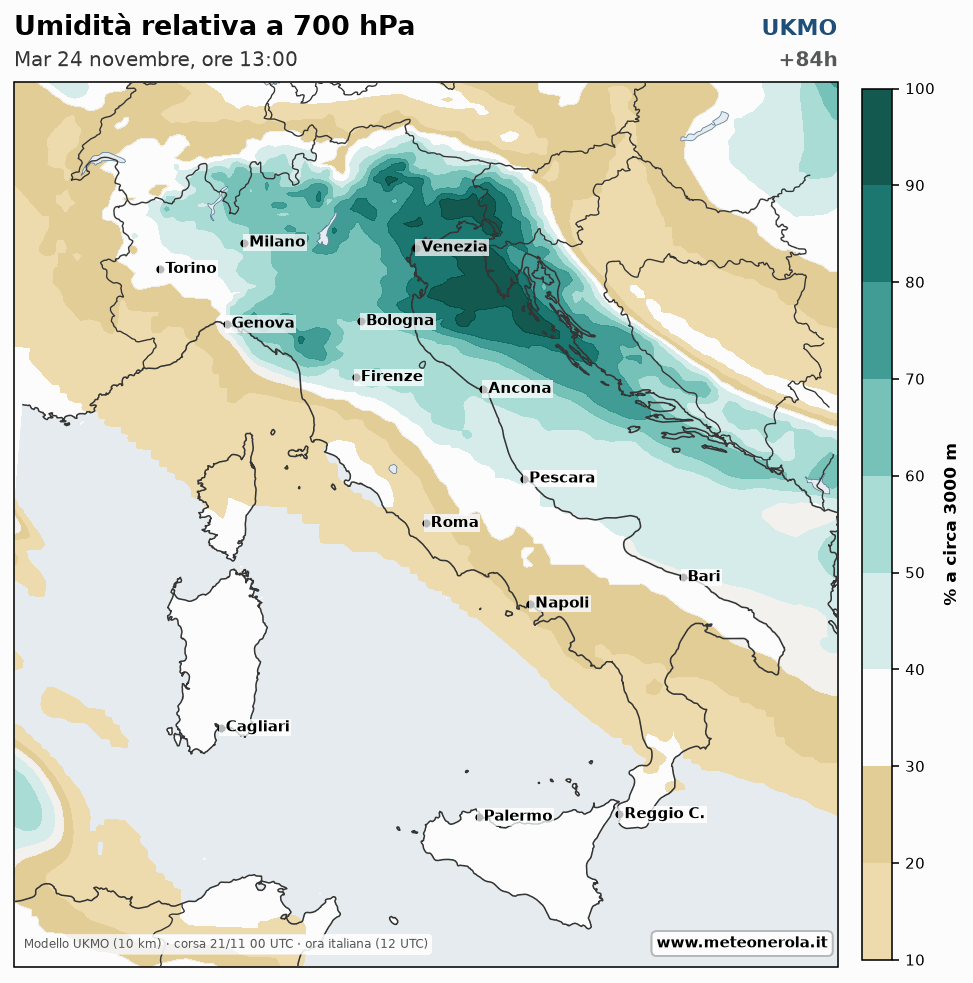 Umidità relativa a 700 hPa
UKMO
Mar 24 novembre, ore 13:00
+84h
100
90
80
70
60
50
40
30
20
10
% a circa 3000 m
Milano
Venezia
Torino
Genova
Bologna
Firenze
Ancona
Pescara
Roma
Bari
Napoli
Cagliari
Palermo
Reggio C.
Modello UKMO (10 km) · corsa 21/11 00 UTC · ora italiana (12 UTC)
www.meteonerola.it